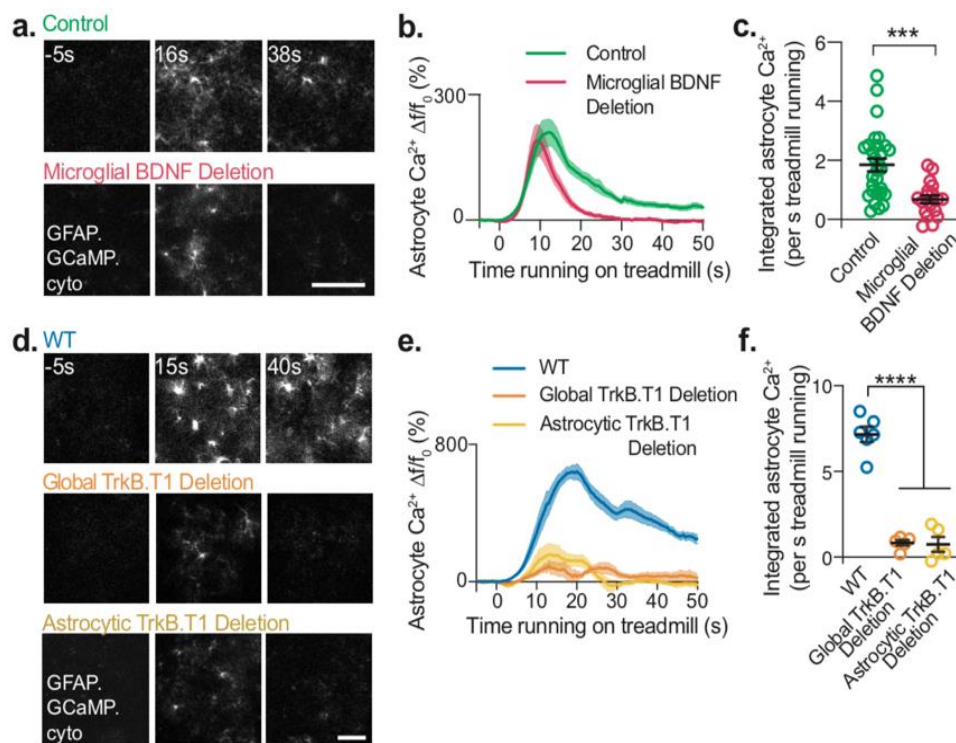 a.
Control
-5s
16s
38s
Microglial BDNF Deletion
GFAP.
GCaMP.
cyto
b.
Control
Microglial BDNF
Deletion
Astrocyte Ca²⁺ Δf/f₀ (%)
300
0
0
10
20
30
40
50
Time running on treadmill (s)
c.
***
Integrated astrocyte Ca²⁺
(per s treadmill running)
6
4
2
0
Control
Microglial
BDNF Deletion
d.
WT
-5s
15s
40s
Global TrkB.T1 Deletion
Astrocytic TrkB.T1 Deletion
GFAP.
GCaMP.
cyto
e.
WT
Global TrkB.T1 Deletion
Astrocytic TrkB.T1
Deletion
Astrocyte Ca²⁺ Δf/f₀ (%)
800
0
0
10
20
30
40
50
Time running on treadmill (s)
f.
****
Integrated astrocyte Ca²⁺
(per s treadmill running)
10
5
0
WT
Global TrkB.T1
Deletion
Astrocytic TrkB.T1
Deletion